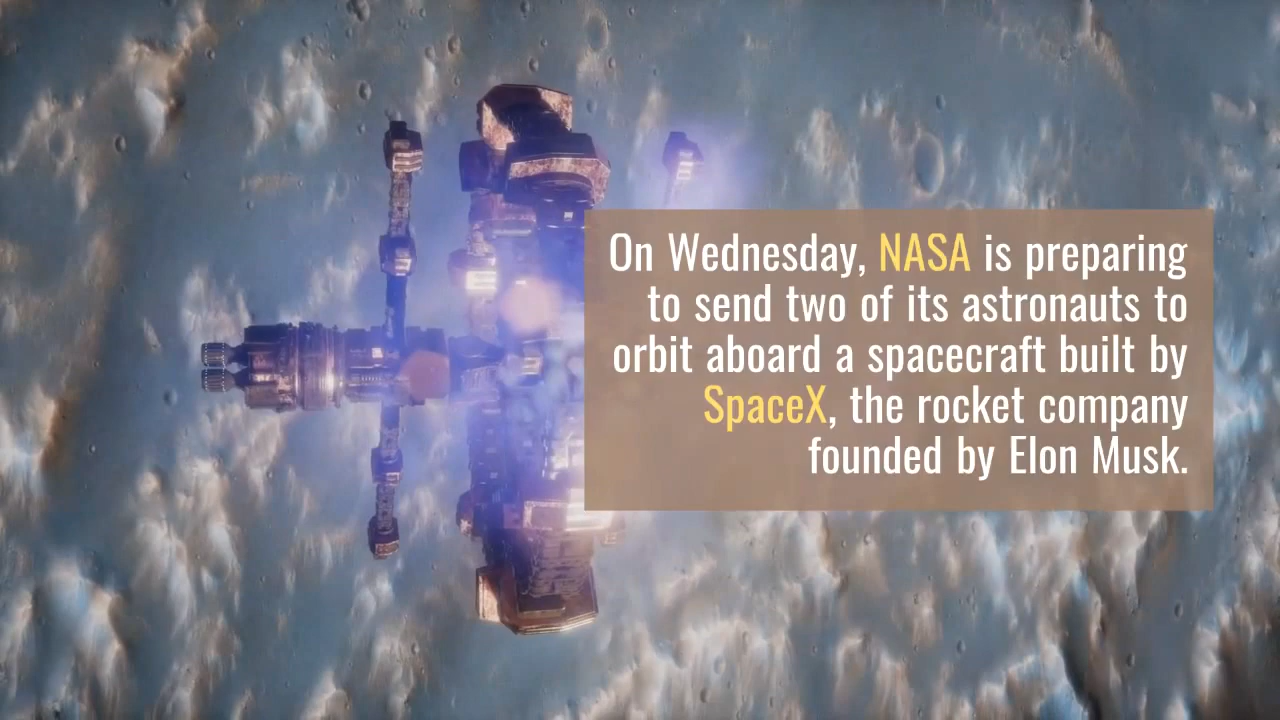 On Wednesday, NASA is preparing
to send two of its astronauts to
orbit aboard a spacecraft built by
SpaceX, the rocket company
founded by Elon Musk.